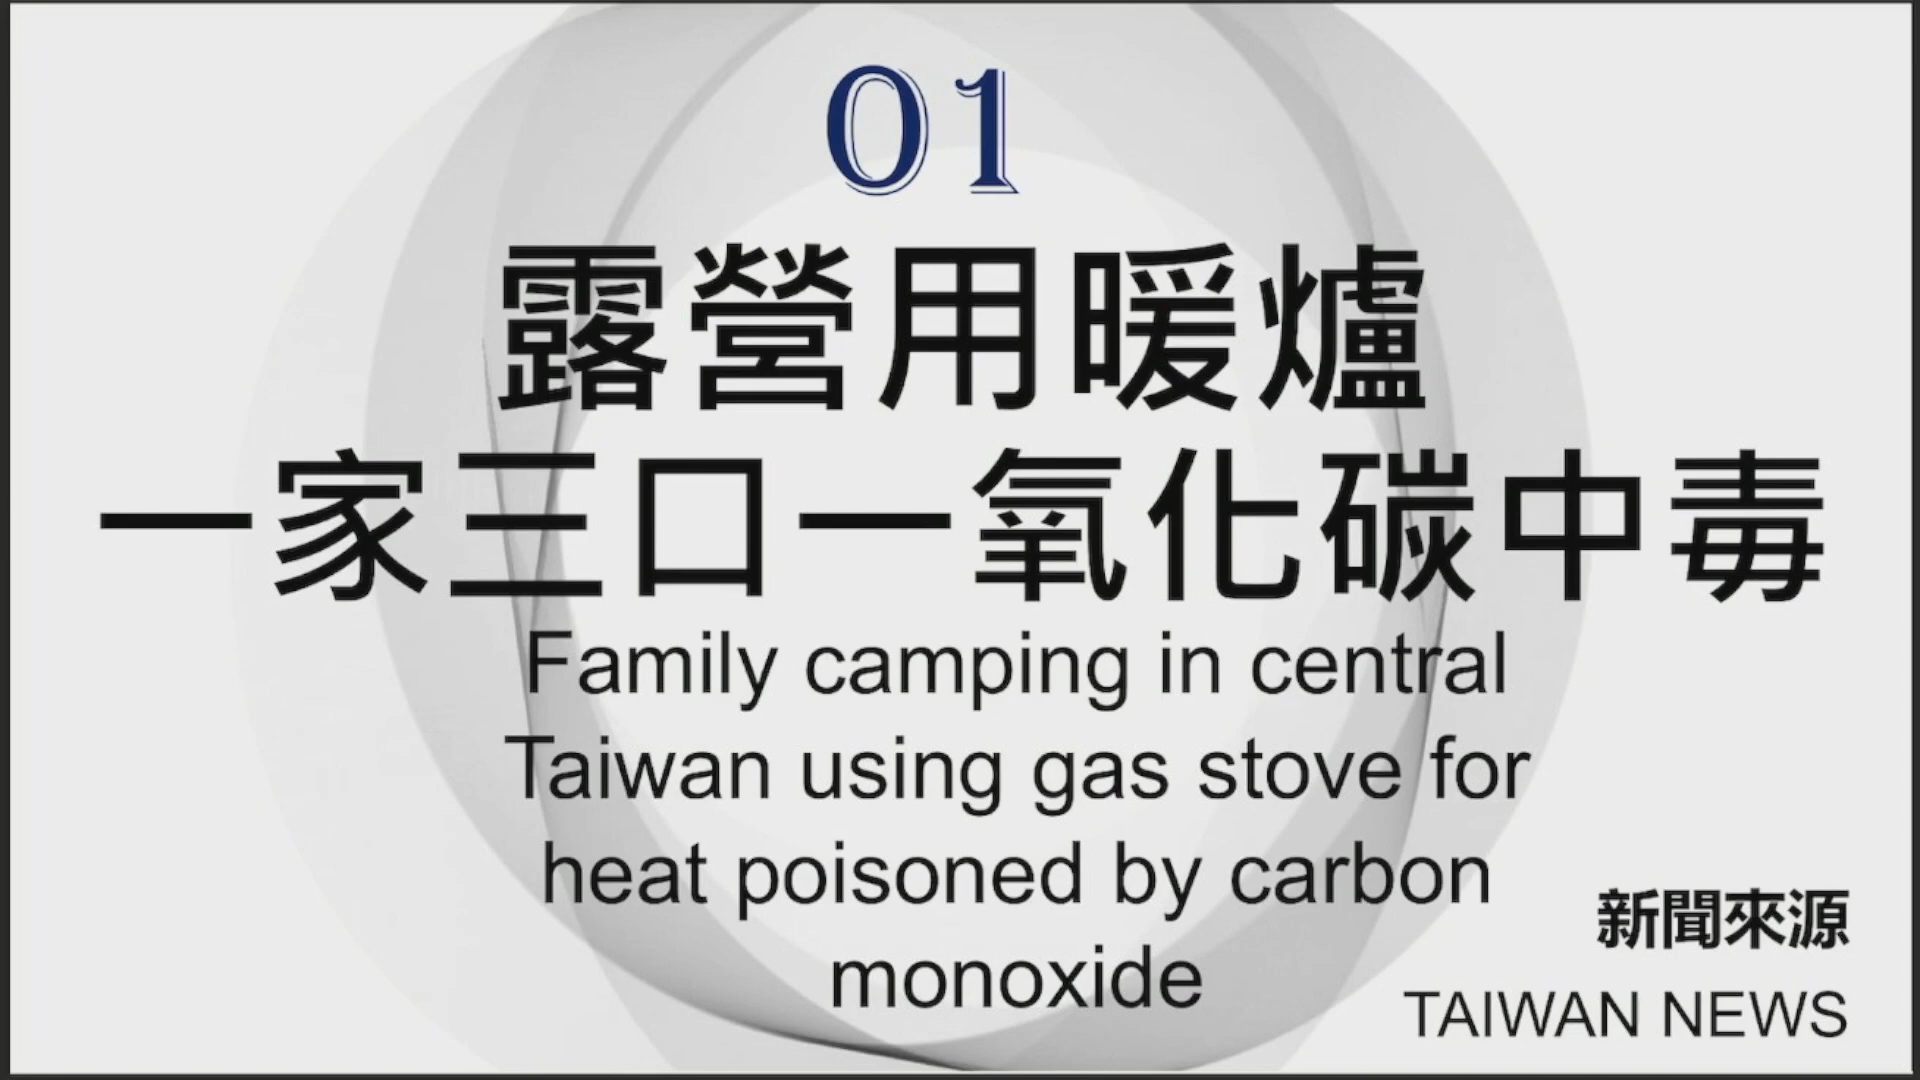 01
露營用暖爐
一家三口一氧化碳中毒
Family camping in central
Taiwan using gas stove for
heat poisoned by carbon
monoxide
新聞來源
TAIWAN NEWS